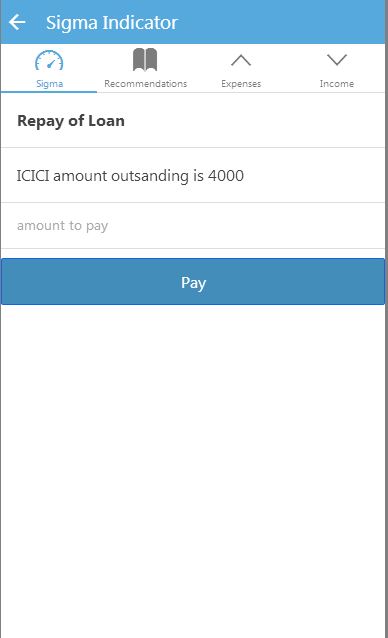 Sigma Indicator
Sigma Recommendations Expenses Income
Repay of Loan
ICICI amount outsanding is 4000
amount to pay
Pay